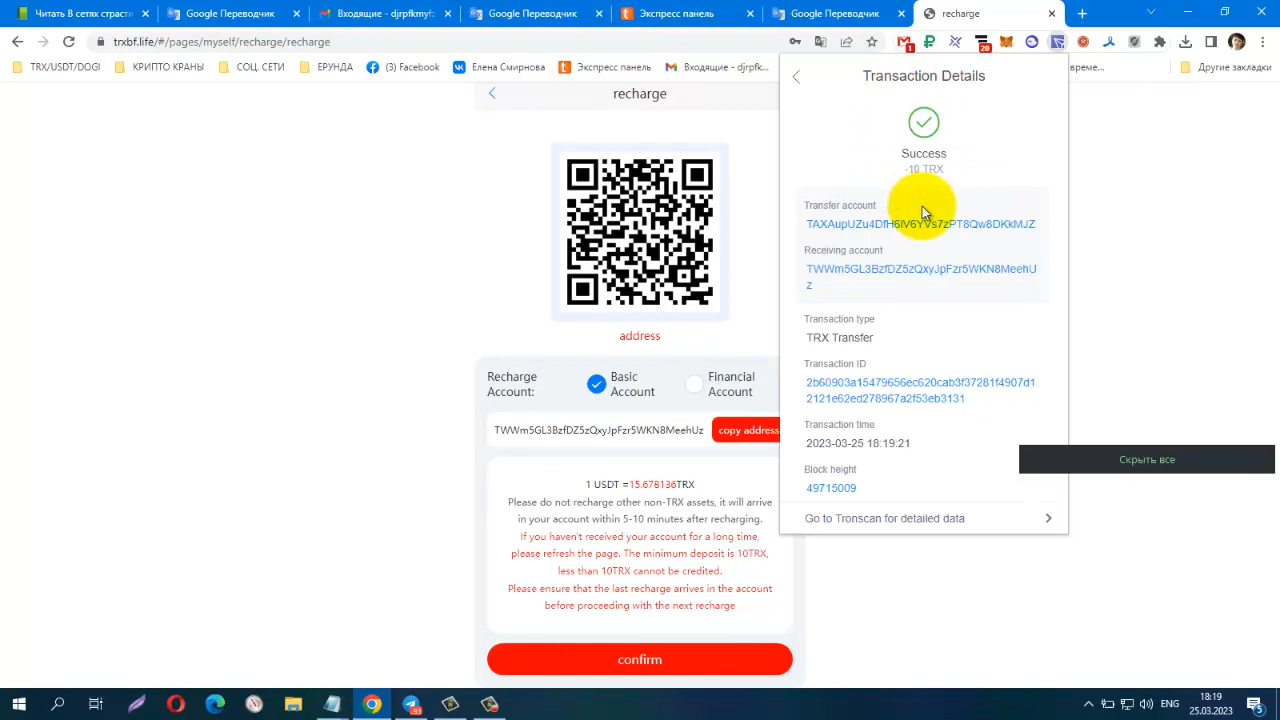 Читать В сети страсти
Google Переводчик
Входящие – djrpfkmyf
Google Переводчик
Экспресс панель
Google Переводчик
recharge
trxbf.life/#/pages/myself/recharge/recharge
1
20
TRX/USDT/DOGI
КРИПТО КРАНЫ
СОЦ. СЕТИ
ЕРУНДА
(3) Facebook
Елена Смирнова
Экспресс панель
Входящие – djrpfk...
време...
Другие закладки
recharge
address
Recharge Account:
Basic Account
Financial Account
TWWm5GL3BzfDZ5zQxyJpFzr5WKN8MeehUz
copy address
1 USDT =15.678136TRX
Please do not recharge other non-TRX assets, it will arrive
in your account within 5-10 minutes after recharging.
If you haven't received your account for a long time,
please refresh the page. The minimum deposit is 10TRX,
less than 10TRX cannot be credited.
Please ensure that the last recharge arrives in the account
before proceeding with the next recharge
confirm
Transaction Details
Success
-10 TRX
Transfer account
TAXAupUZu4DfH6iV6YVs7zPT8Qw8DKkMJZ
Receiving account
TWWm5GL3BzfDZ5zQxyJpFzr5WKN8MeehU
z
Transaction type
TRX Transfer
Transaction ID
2b60903a15479656ec620cab3f37281f4907d1
2121e62ed278967a2f53eb3131
Transaction time
2023-03-25 18:19:21
Block height
49715009
Go to Tronscan for detailed data
Скрыть все
93
ENG
18:19
25.03.2023
5